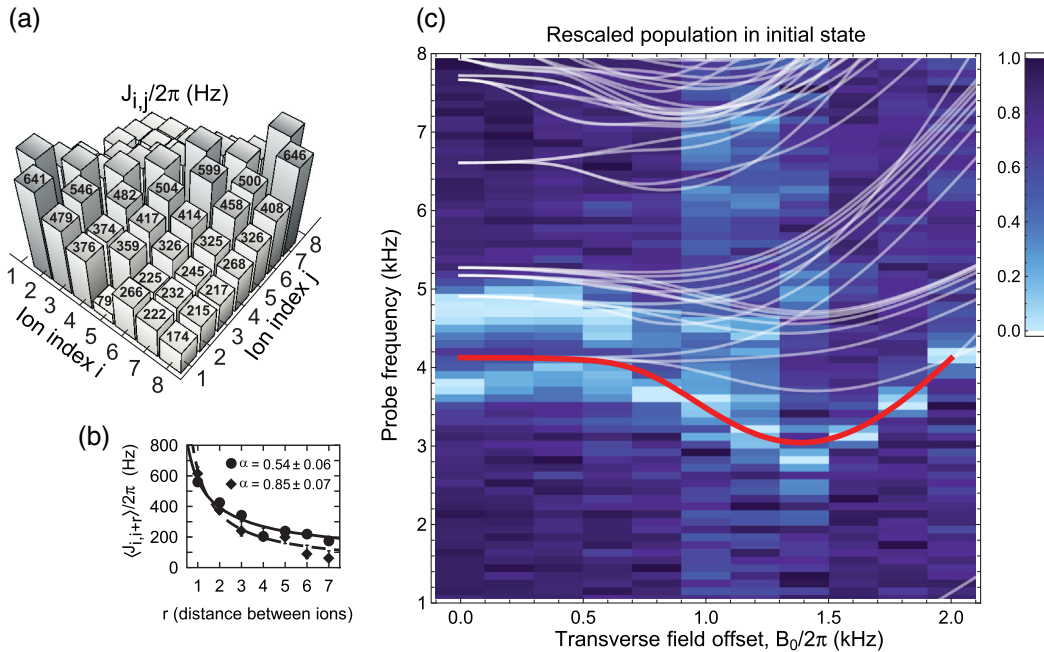 (a)
J i,j/2π (Hz)
641
546
482
504
599
500
646
479
374
417
414
458
408
376
359
326
325
326
79
225
245
268
266
232
217
222
215
174
1 2 3 4 5 6 7 8
Ion index i
1 2 3 4 5 6 7 8
Ion index j
(b)
⟨J i,i+r⟩/2π (Hz)
800
600
400
200
0
α = 0.54 ± 0.06
α = 0.85 ± 0.07
1 2 3 4 5 6 7
r (distance between ions)
(c)
Rescaled population in initial state
Probe frequency (kHz)
8
7
6
5
4
3
2
1
0.0 0.5 1.0 1.5 2.0
Transverse field offset, B₀/2π (kHz)
1.0
0.8
0.6
0.4
0.2
0.0